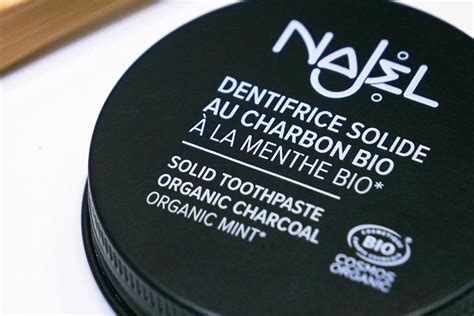 NAJEL
DENTIFRICE SOLIDE
AU CHARBON BIO
À LA MENTHE BIO*
SOLID TOOTHPASTE
ORGANIC CHARCOAL
ORGANIC MINT*
BIO
COSMOS
ORGANIC